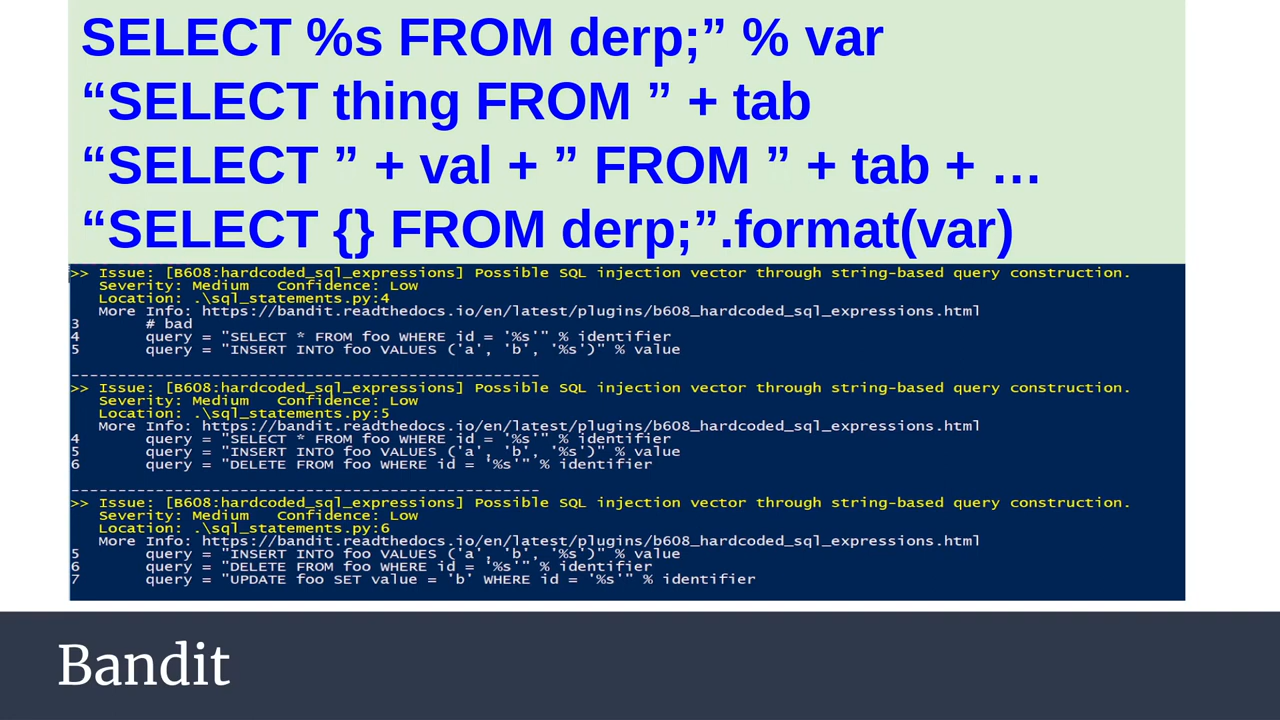 SELECT %s FROM derp;” % var
“SELECT thing FROM ” + tab
“SELECT ” + val + ” FROM ” + tab + …
“SELECT {} FROM derp;”.format(var)
>> Issue: [B608:hardcoded_sql_expressions] Possible SQL injection vector through string-based query construction.
Severity: Medium   Confidence: Low
Location: .\sql_statements.py:4
More Info: https://bandit.readthedocs.io/en/latest/plugins/b608_hardcoded_sql_expressions.html
3       # bad
4       query = "SELECT * FROM foo WHERE id = '%s'" % identifier
5       query = "INSERT INTO foo VALUES ('a', 'b', '%s')" % value
--------------------------------------------------
>> Issue: [B608:hardcoded_sql_expressions] Possible SQL injection vector through string-based query construction.
Severity: Medium   Confidence: Low
Location: .\sql_statements.py:5
More Info: https://bandit.readthedocs.io/en/latest/plugins/b608_hardcoded_sql_expressions.html
4       query = "SELECT * FROM foo WHERE id = '%s'" % identifier
5       query = "INSERT INTO foo VALUES ('a', 'b', '%s')" % value
6       query = "DELETE FROM foo WHERE id = '%s'" % identifier
--------------------------------------------------
>> Issue: [B608:hardcoded_sql_expressions] Possible SQL injection vector through string-based query construction.
Severity: Medium   Confidence: Low
Location: .\sql_statements.py:6
More Info: https://bandit.readthedocs.io/en/latest/plugins/b608_hardcoded_sql_expressions.html
5       query = "INSERT INTO foo VALUES ('a', 'b', '%s')" % value
6       query = "DELETE FROM foo WHERE id = '%s'" % identifier
7       query = "UPDATE foo SET value = 'b' WHERE id = '%s'" % identifier
Bandit